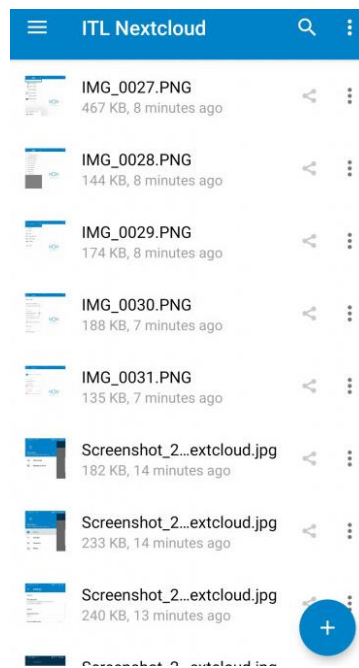 ITL Nextcloud
IMG_0027.PNG
467 KB, 8 minutes ago
IMG_0028.PNG
144 KB, 8 minutes ago
IMG_0029.PNG
174 KB, 8 minutes ago
IMG_0030.PNG
188 KB, 7 minutes ago
IMG_0031.PNG
135 KB, 7 minutes ago
Screenshot_2...extcloud.jpg
182 KB, 14 minutes ago
Screenshot_2...extcloud.jpg
233 KB, 14 minutes ago
Screenshot_2...extcloud.jpg
240 KB, 13 minutes ago